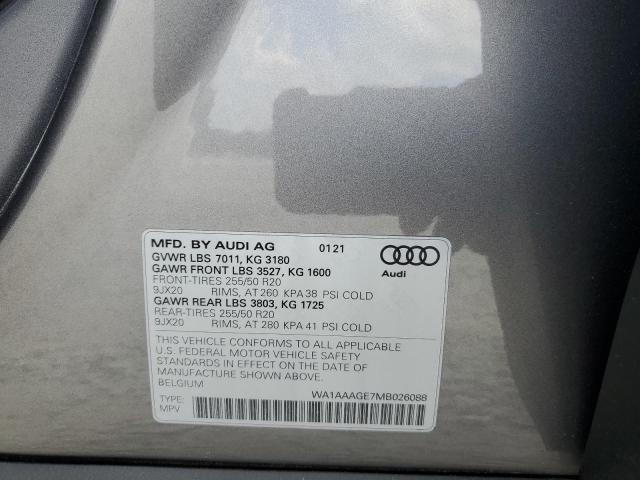 MFD. BY AUDI AG 01 21
GVWR LBS 7011, KG 3180
GAWR FRONT LBS 3527, KG 1600
FRONT-TIRES 255/50 R20
9JX20 RIMS, AT 260 KPA 38 PSI COLD
GAWR REAR LBS 3803, KG 1725
REAR-TIRES 255/50 R20
9JX20 RIMS, AT 280 KPA 41 PSI COLD
Audi
THIS VEHICLE CONFORMS TO ALL APPLICABLE
U.S. FEDERAL MOTOR VEHICLE SAFETY
STANDARDS IN EFFECT ON THE DATE OF
MANUFACTURE SHOWN ABOVE.
BELGIUM
WA1AAAGE7MB026088
TYPE:
MPV